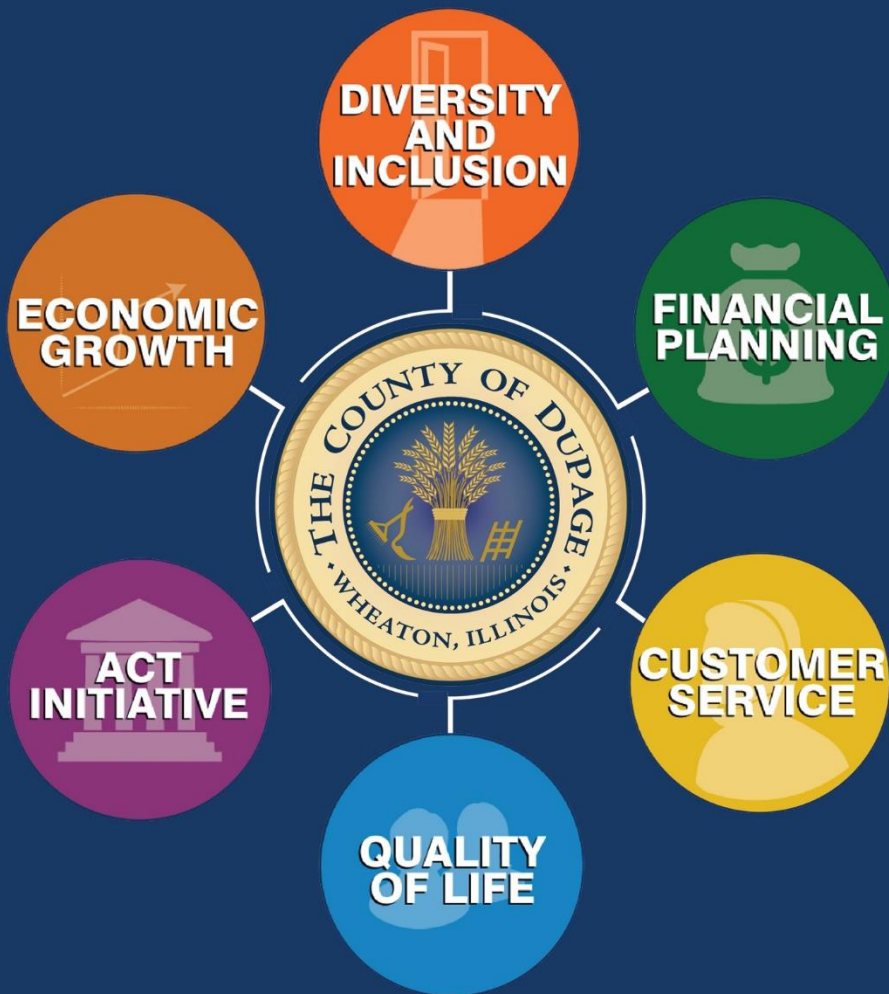 DIVERSITY
AND
INCLUSION
ECONOMIC
GROWTH
FINANCIAL
PLANNING
THE COUNTY OF DUPAGE
• WHEATON, ILLINOIS •
ACT
INITIATIVE
CUSTOMER
SERVICE
QUALITY
OF LIFE
$